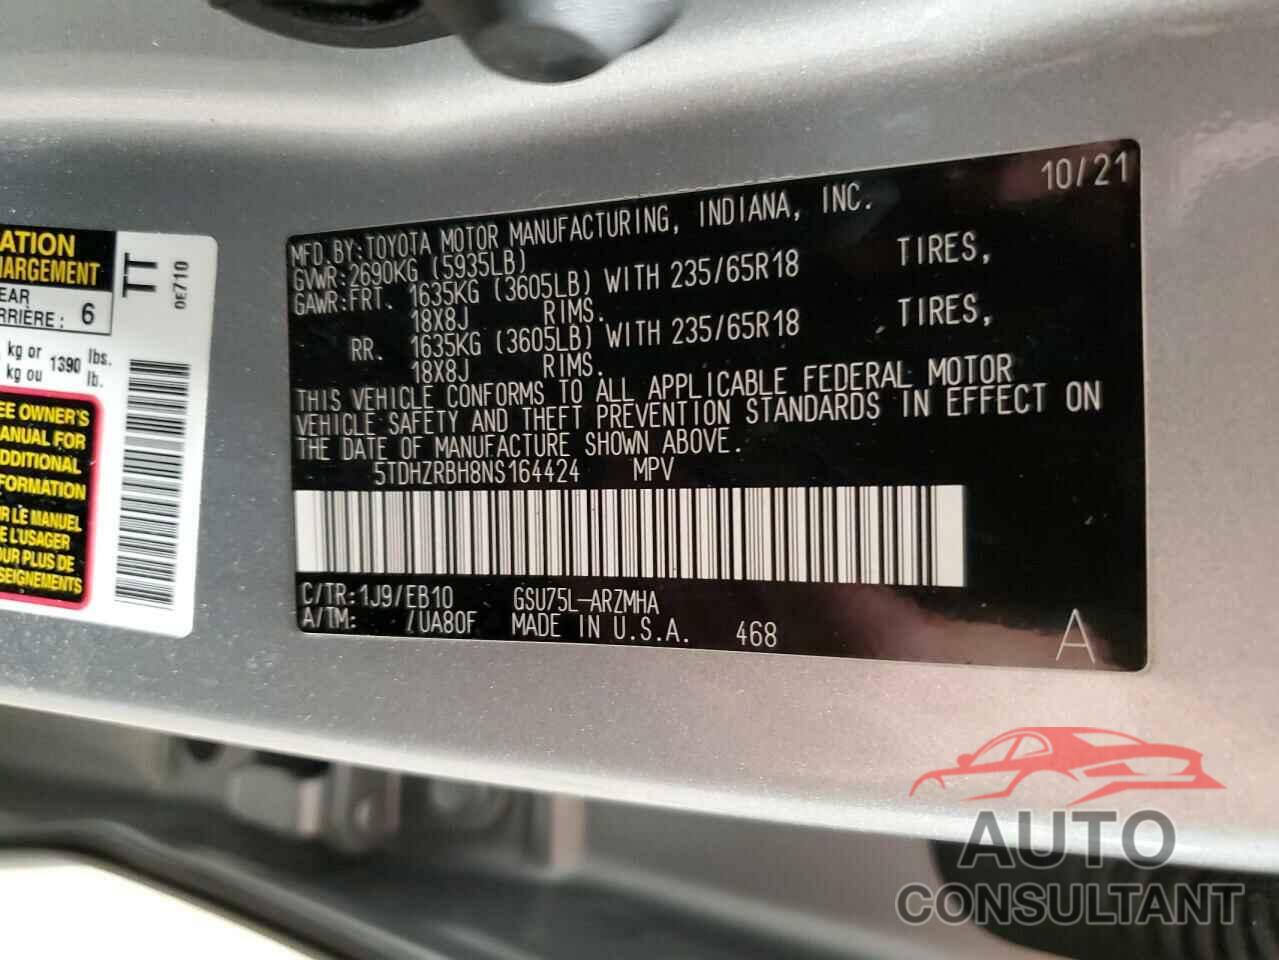 10/21
MFD.BY:TOYOTA MOTOR MANUFACTURING, INDIANA, INC.
GVWR:2690KG (5935LB)
GAWR:FRT. 1635KG (3605LB) WITH 235/65R18 TIRES,
18X8J RIMS.
RR. 1635KG (3605LB) WITH 235/65R18 TIRES,
18X8J RIMS.
THIS VEHICLE CONFORMS TO ALL APPLICABLE FEDERAL MOTOR
VEHICLE SAFETY AND THEFT PREVENTION STANDARDS IN EFFECT ON
THE DATE OF MANUFACTURE SHOWN ABOVE.
5TDHZRBH8NS164424 MPV
C/TR:1J9/EB10 GSU75L-ARZMHA
A/TM: /UA80F MADE IN U.S.A. 468
A
ATION
HARGEMENT
EAR
RRIÈRE: 6
kg or 1390 lbs.
kg ou lb.
EE OWNER'S
MANUAL FOR
ADDITIONAL
FORMATION
UR LE MANUEL
E L'USAGER
OUR PLUS DE
SEIGNEMENTS
TT
0E710
AUTO
CONSULTANT